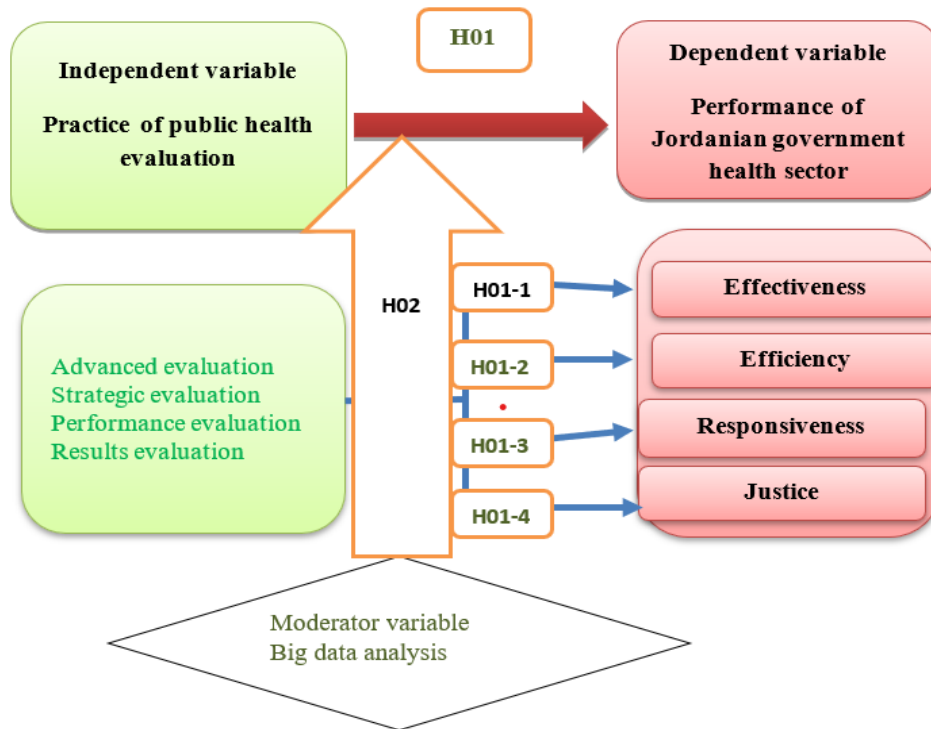 H01
Independent variable
Practice of public health
evaluation
Dependent variable
Performance of
Jordanian government
health sector
H02
Advanced evaluation
Strategic evaluation
Performance evaluation
Results evaluation
H01-1
H01-2
H01-3
H01-4
Effectiveness
Efficiency
Responsiveness
Justice
Moderator variable
Big data analysis